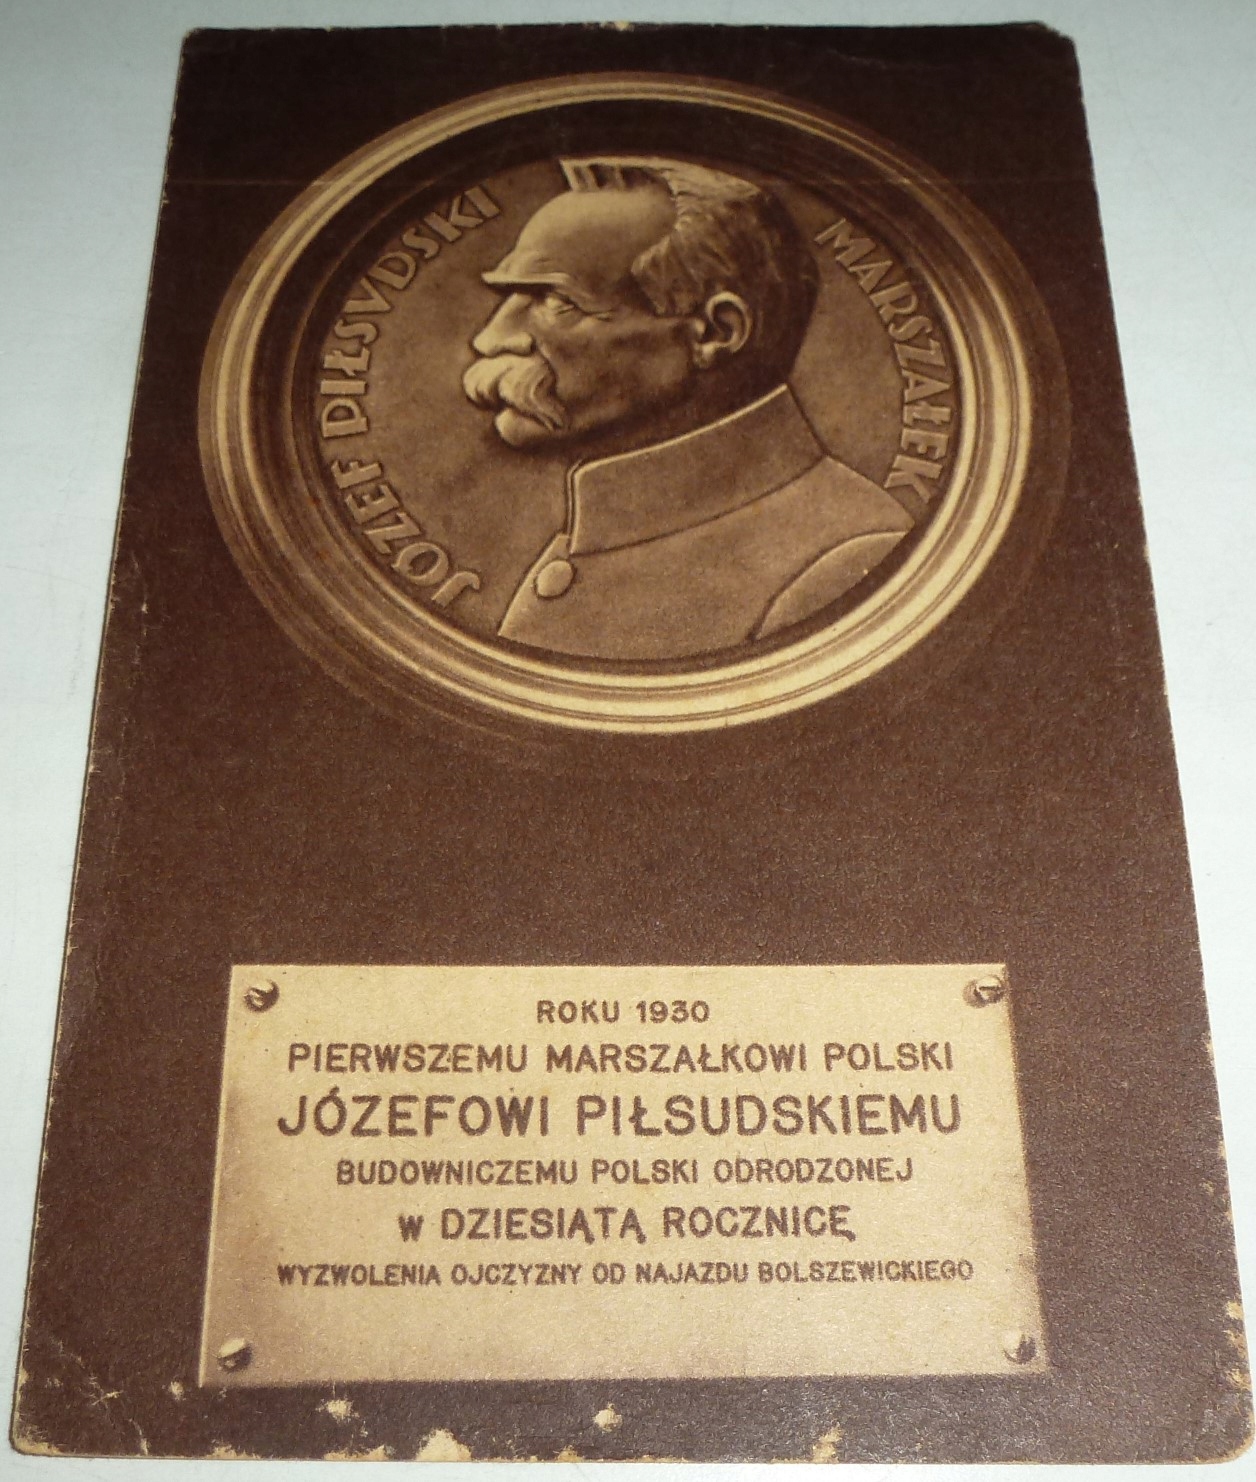 JÓZEF PIŁSVDSKI
MARSZAŁEK
ROKU 1930
PIERWSZEMU MARSZAŁKOWI POLSKI
JÓZEFOWI PIŁSUDSKIEMU
BUDOWNICZEMU POLSKI ODRODZONEJ
W DZIESIĄTĄ ROCZNICĘ
WYZWOLENIA OJCZYZNY OD NAJAZDU BOLSZEWICKIEGO